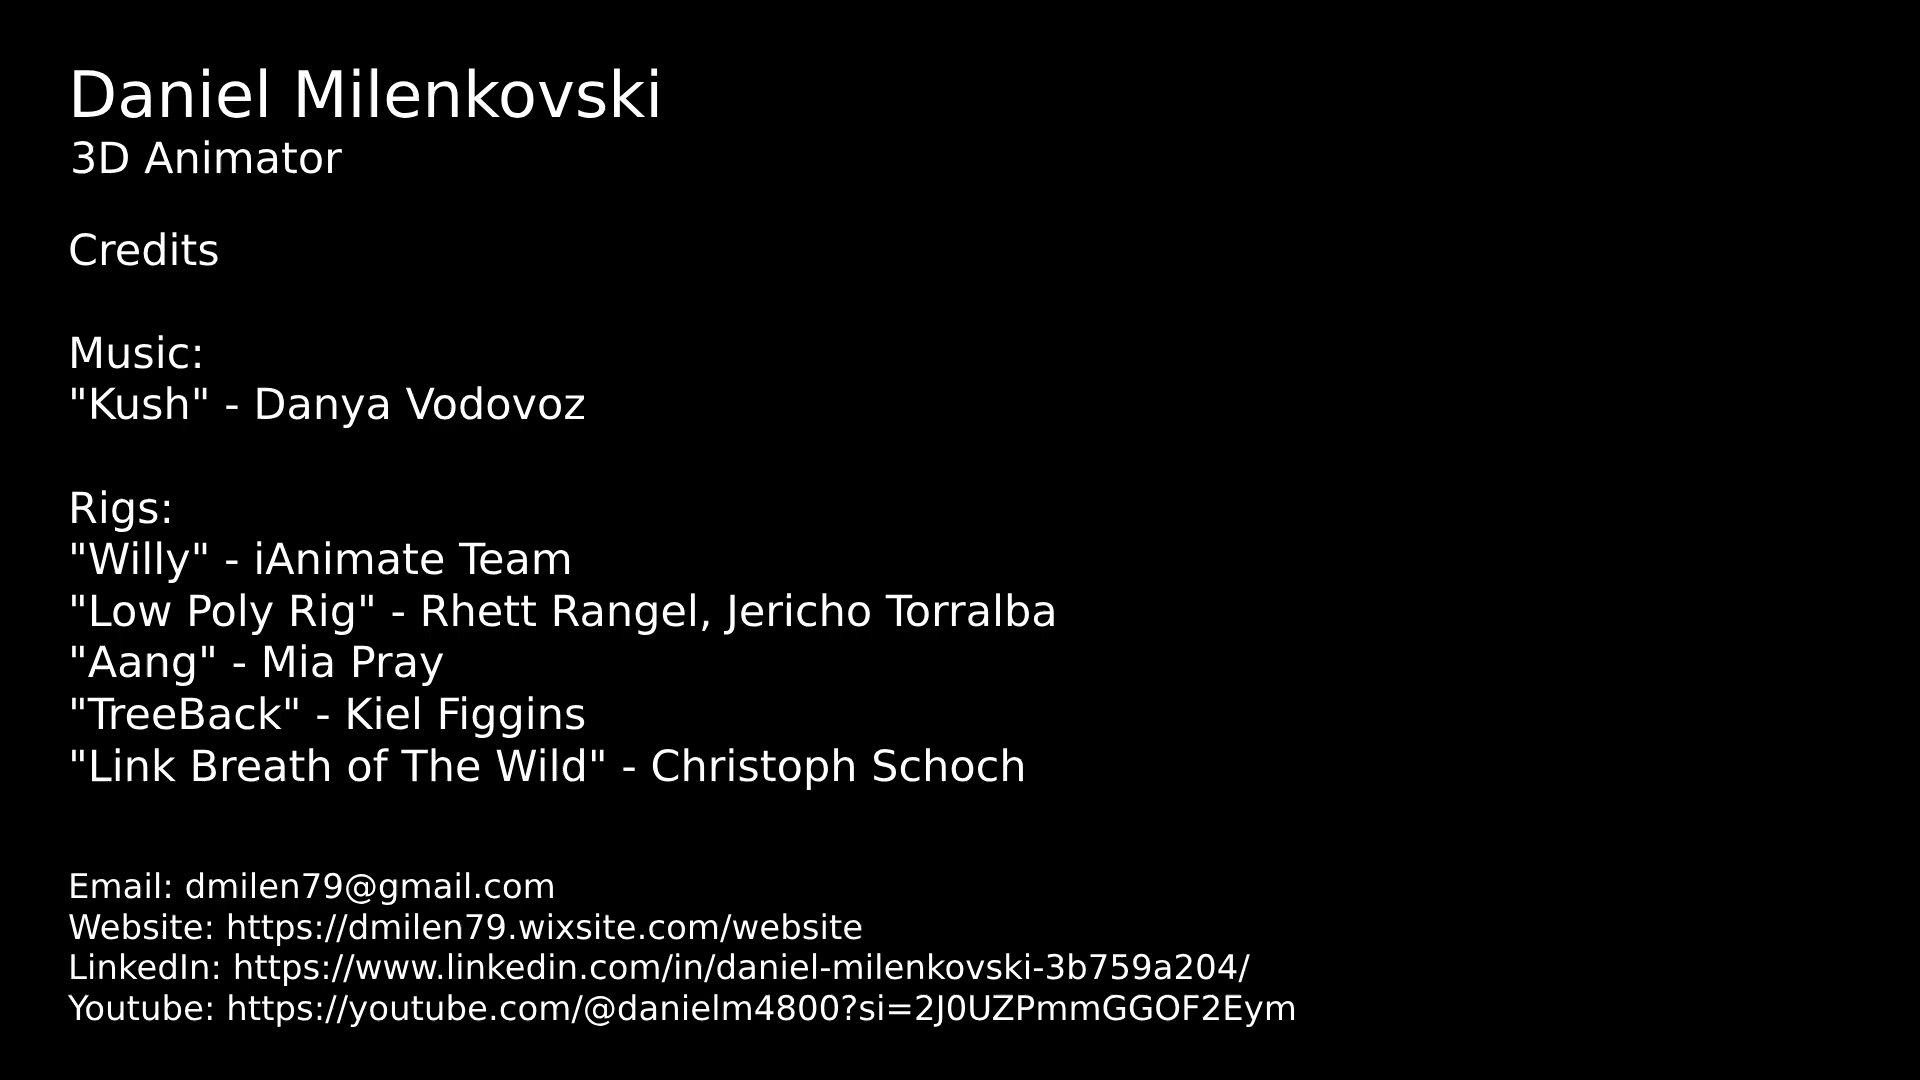 Daniel Milenkovski
3D Animator
Credits
Music:
"Kush" - Danya Vodovoz
Rigs:
"Willy" - iAnimate Team
"Low Poly Rig" - Rhett Rangel, Jericho Torralba
"Aang" - Mia Pray
"TreeBack" - Kiel Figgins
"Link Breath of The Wild" - Christoph Schoch
Email: dmilen79@gmail.com
Website: https://dmilen79.wixsite.com/website
LinkedIn: https://www.linkedin.com/in/daniel-milenkovski-3b759a204/
Youtube: https://youtube.com/@danielm4800?si=2J0UZPmmGGOF2Eym